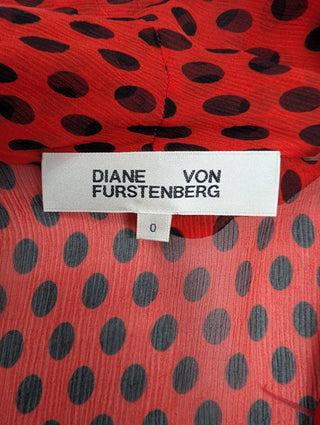 DIANE VON
FURSTENBERG
0